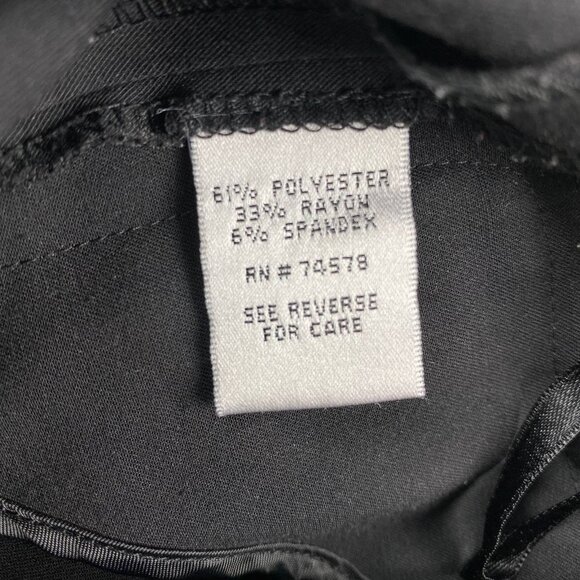 61% POLYESTER
33% RAYON
6% SPANDEX
RN # 74578
SEE REVERSE
FOR CARE